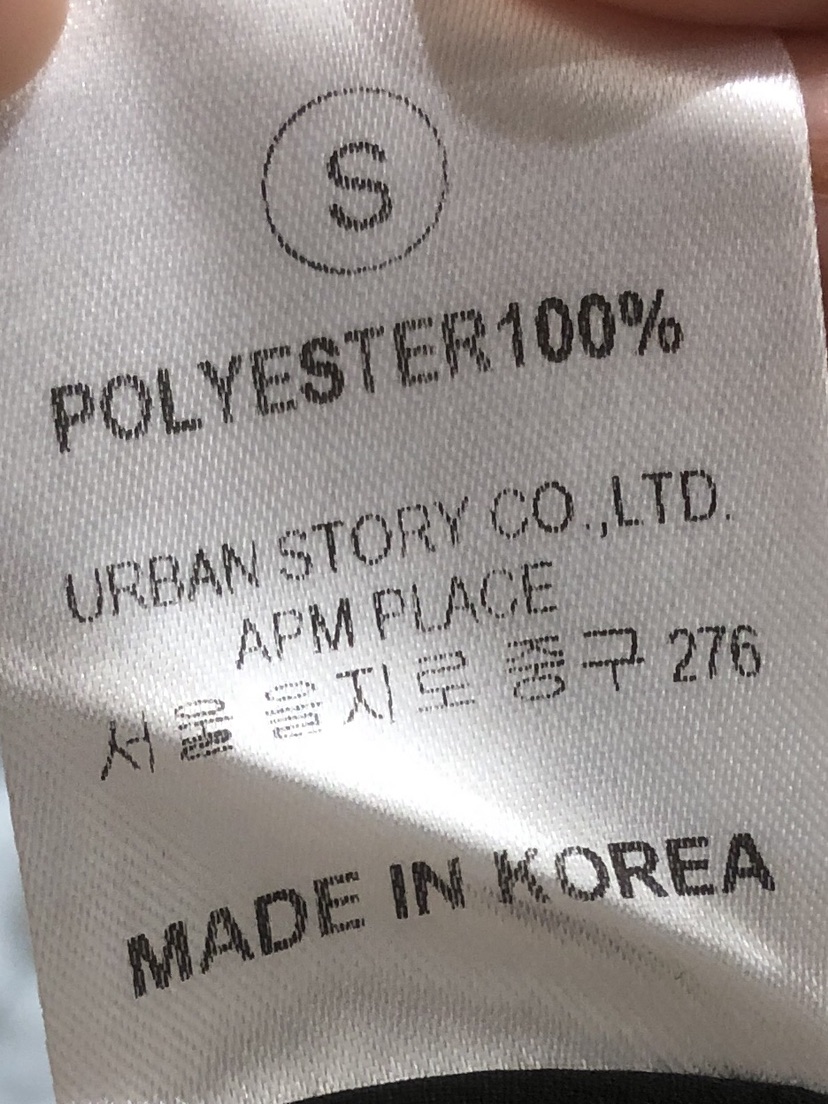 S
POLYESTER100%
URBAN STORY CO.,LTD.
APM PLACE
서울 을지로 중구 276
MADE IN KOREA